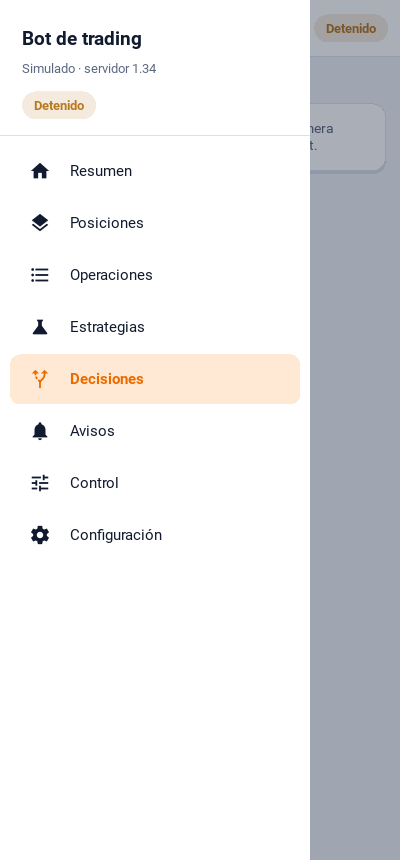 Bot de trading
Simulado · servidor 1.34
Detenido
Detenido
Resumen
Posiciones
Operaciones
Estrategias
Decisiones
Avisos
Control
Configuración